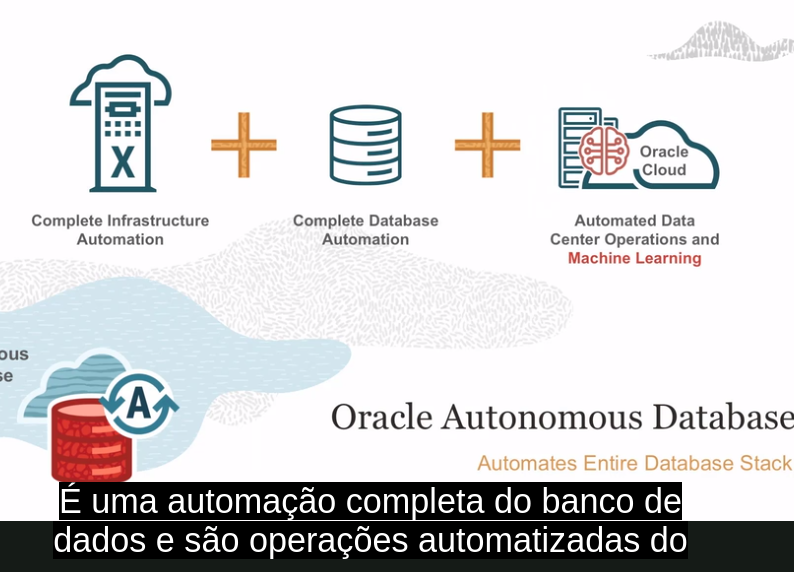 X
Oracle
Cloud
Complete Infrastructure
Automation
Complete Database
Automation
Automated Data
Center Operations and
Machine Learning
ous
se
A
Oracle Autonomous Database
Automates Entire Database Stack
É uma automação completa do banco de
dados e são operações automatizadas do